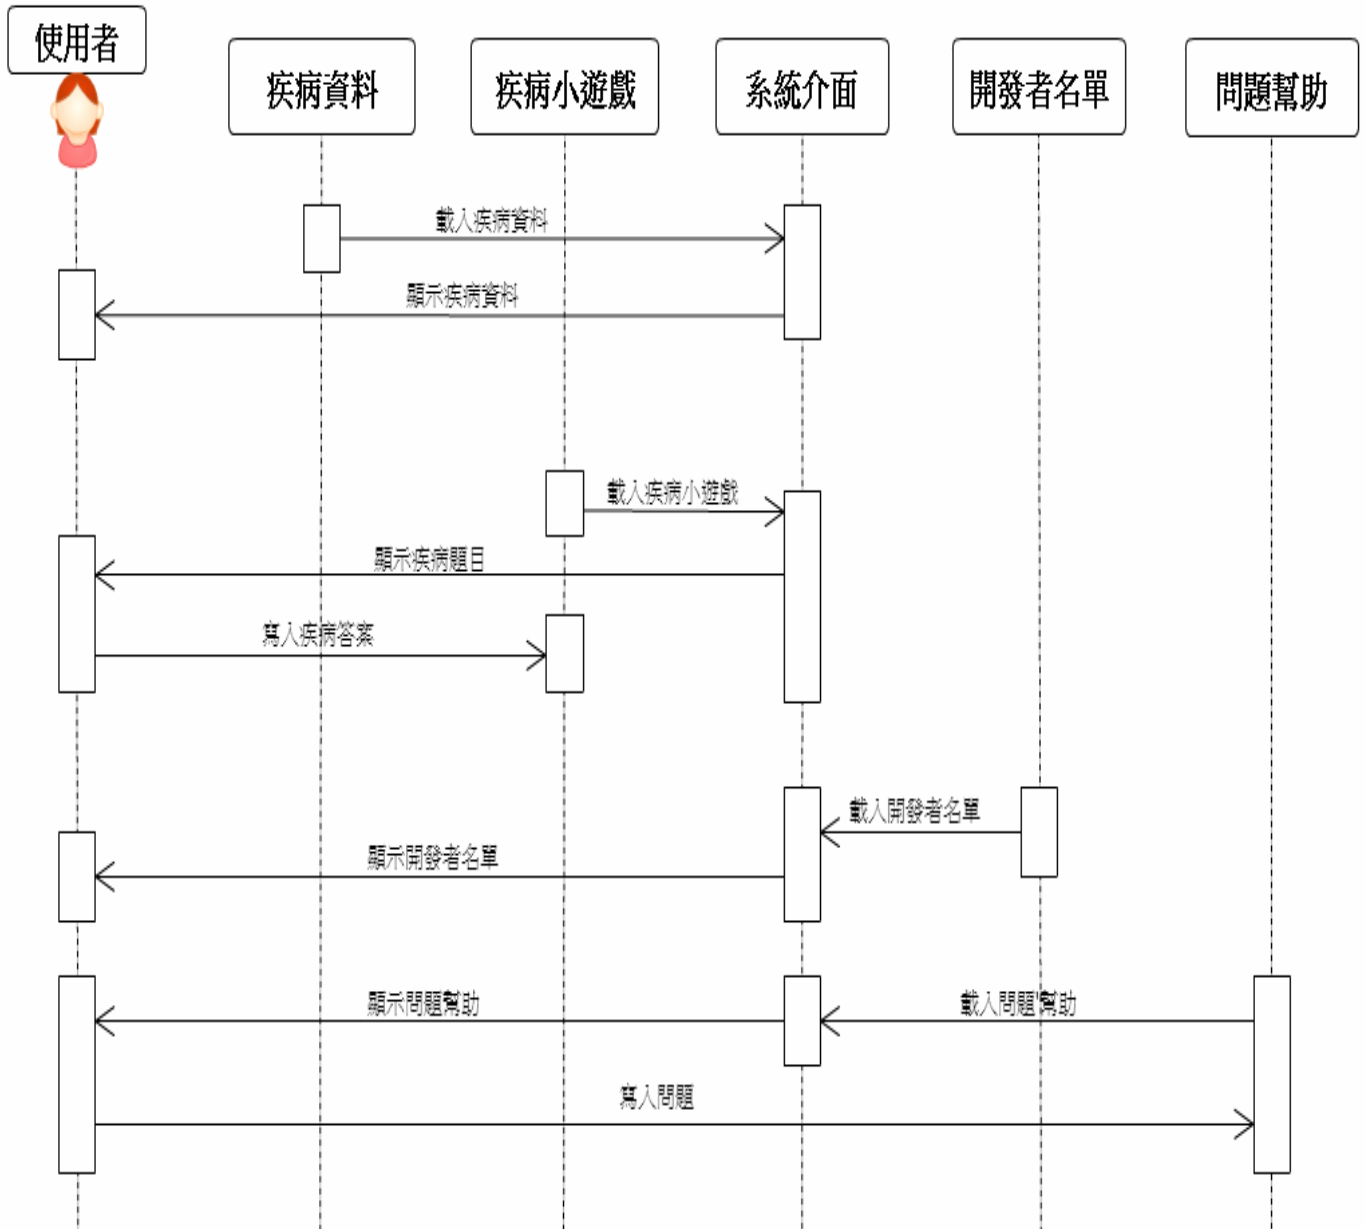 使用者
疾病資料
疾病小遊戲
系統介面
開發者名單
問題幫助
載入疾病資料
顯示疾病資料
載入疾病小遊戲
顯示疾病題目
寫入疾病答案
載入開發者名單
顯示開發者名單
顯示問題幫助
載入問題幫助
寫入問題